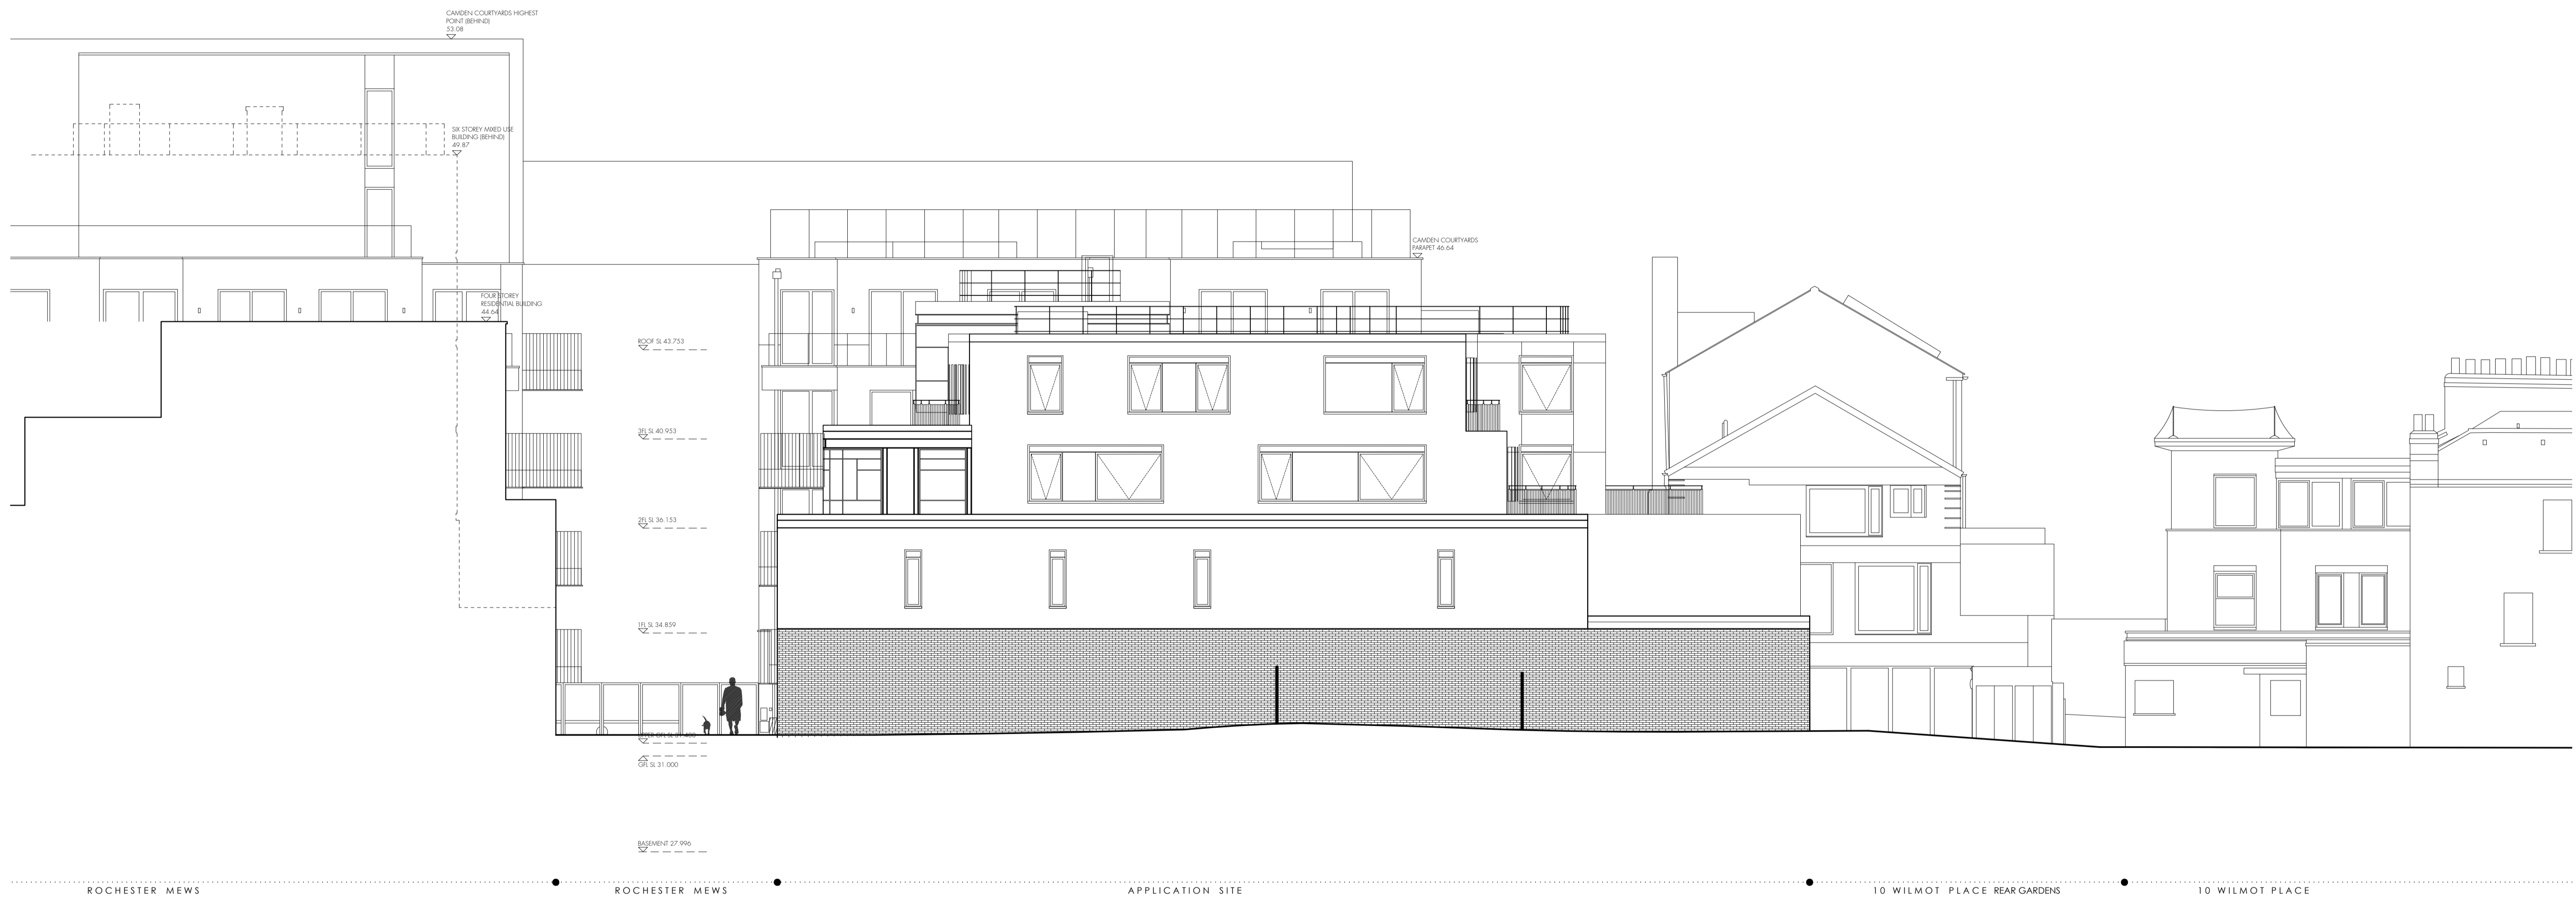 CAMDEN COURTYARDS HIGHEST
POINT (BEHIND)
53.08
SIX STOREY MIXED USE
BUILDING (BEHIND)
49.87
CAMDEN COURTYARDS
PARAPET 46.64
FOUR STOREY
RESIDENTIAL BUILDING
44.64
ROOF SL 43.753
3FL SL 40.953
2FL SL 36.153
1FL SL 34.859
GFL SL 31.000
BASEMENT 27.996
ROCHESTER MEWS
ROCHESTER MEWS
APPLICATION SITE
10 WILMOT PLACE REAR GARDENS
10 WILMOT PLACE